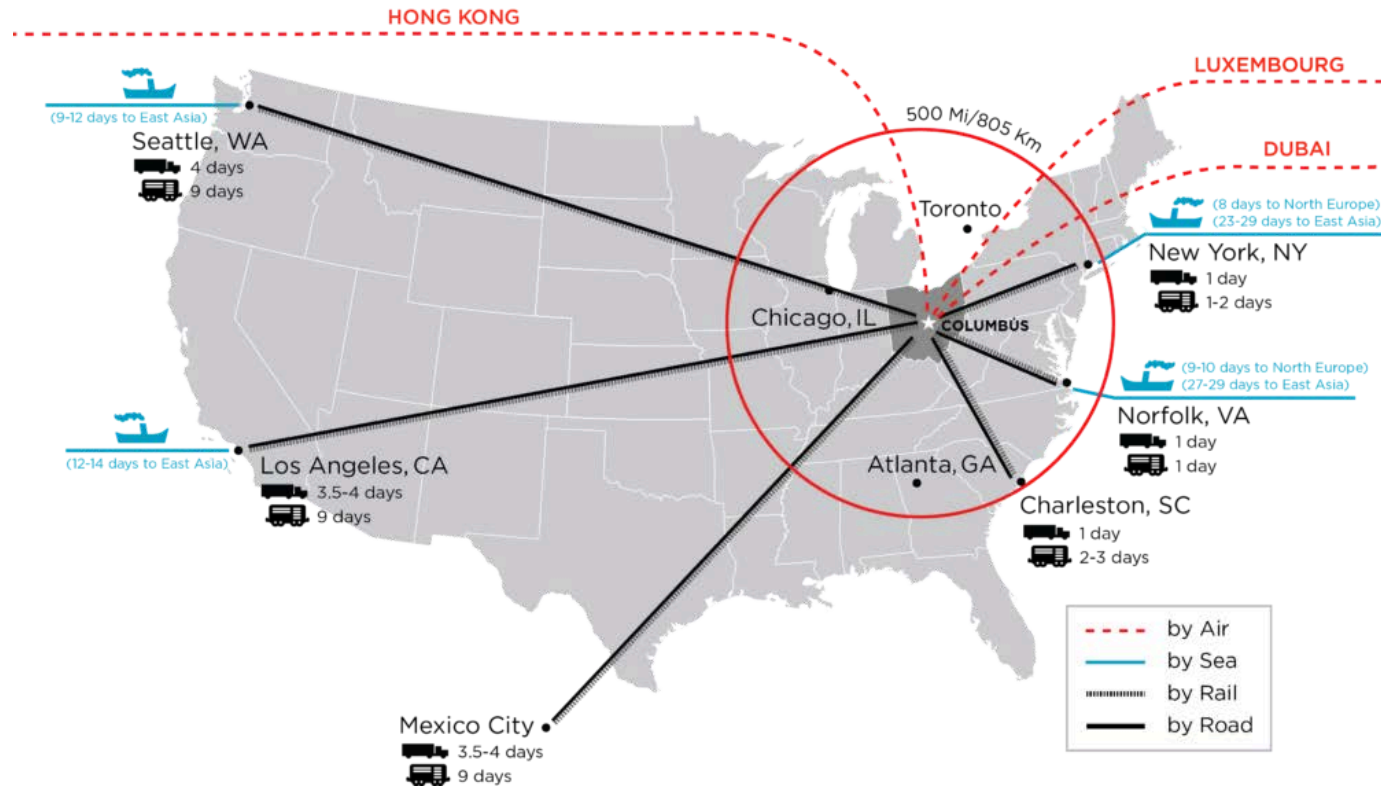 HONG KONG
LUXEMBOURG
DUBAI
500 Mi/805 Km
(9-12 days to East Asia)
Seattle, WA
4 days
9 days
Toronto
(8 days to North Europe)
(23-29 days to East Asia)
New York, NY
1 day
1-2 days
Chicago, IL
COLUMBUS
(9-10 days to North Europe)
(27-29 days to East Asia)
Norfolk, VA
1 day
1 day
(12-14 days to East Asia)
Los Angeles, CA
3.5-4 days
9 days
Atlanta, GA
Charleston, SC
1 day
2-3 days
Mexico City
3.5-4 days
9 days
by Air
by Sea
by Rail
by Road